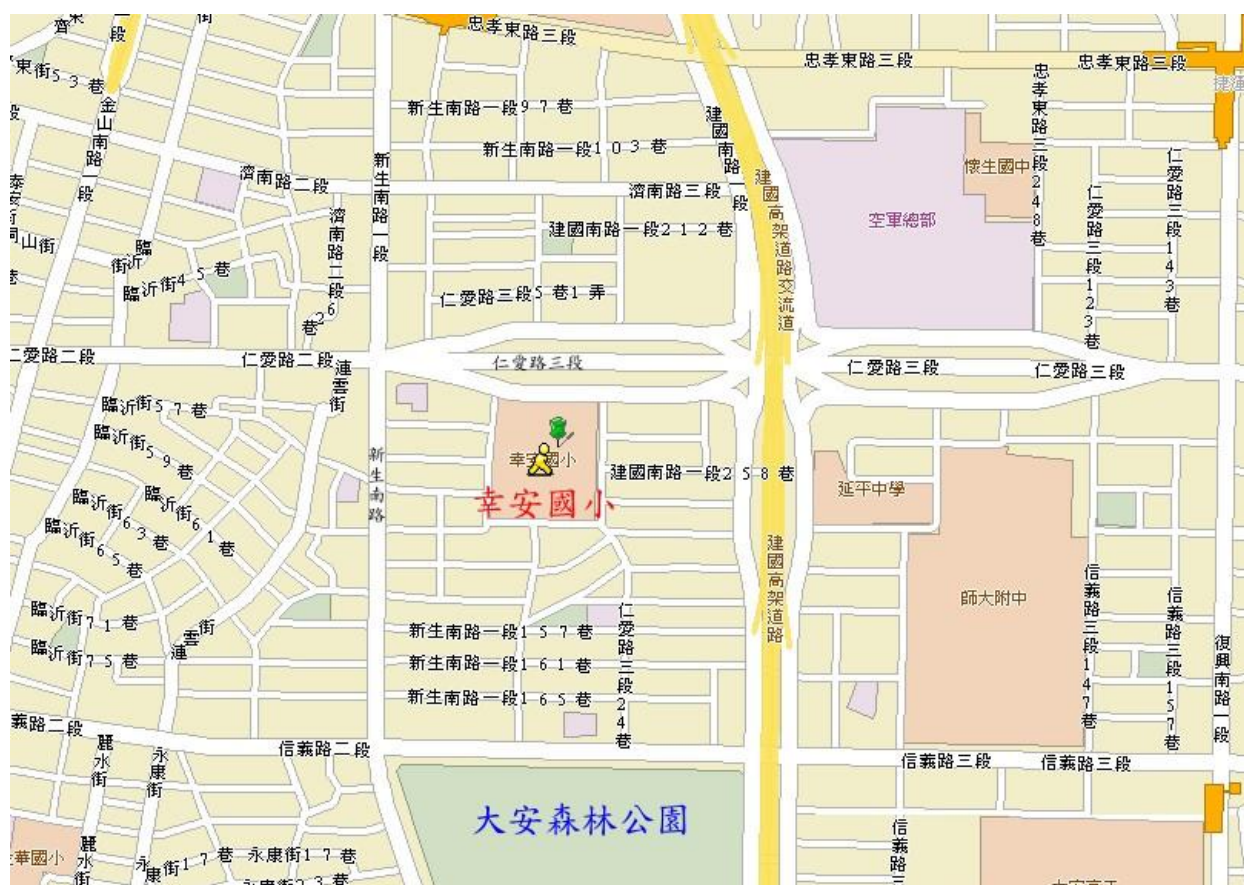 忠孝東路三段
忠孝東路三段
忠孝東路三段
東街53巷
金山南路一段
新生南路一段97巷
建國南路一段
忠孝東路三段248巷
捷運
新生南路一段103巷
新生南路一段
懷生國中
仁愛路三段143巷
濟南路二段
濟南路三段
建國高架道路交流道
仁愛路三段123巷
泰安街
濟南路二段26巷
建國南路一段212巷
空軍總部
臨沂街
臨沂街45巷
仁愛路三段5巷1弄
仁愛路二段
仁愛路二段
仁愛路三段
仁愛路三段
仁愛路三段
連雲街
臨沂街57巷
臨沂街59巷
新生南路
幸安國小
建國南路一段258巷
延平中學
幸安國小
臨沂街61巷
臨沂街63巷
臨沂街65巷
建國高架道路
師大附中
信義路三段147巷
信義路三段157巷
臨沂街71巷
連雲街
新生南路一段157巷
仁愛路三段24巷
復興南路一段
臨沂街75巷
新生南路一段161巷
新生南路一段165巷
義路二段
信義路二段
信義路三段
信義路三段
麗水街
永康街
大安森林公園
信義路三
華國小
麗水街
永康街17巷
永康街17巷
永康街23巷